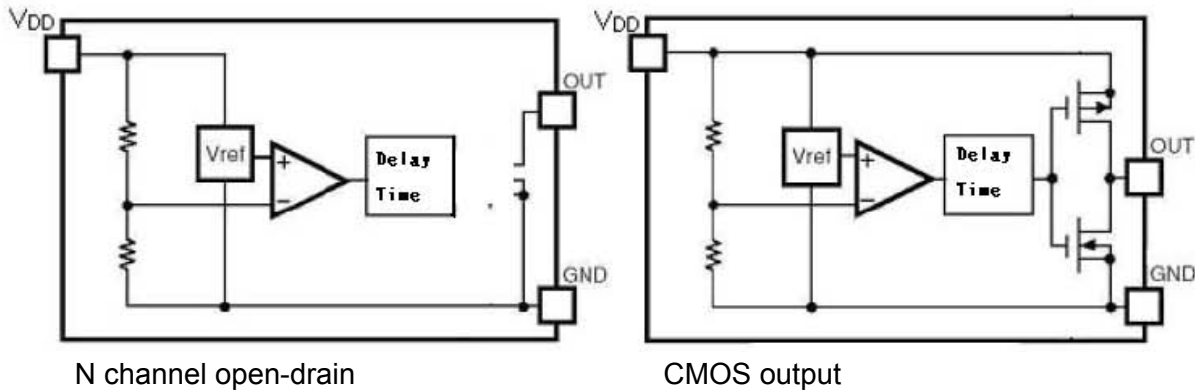 VDD
OUT
Vref
+
−
Delay
Time
GND
N channel open-drain
VDD
OUT
Vref
+
−
Delay
Time
GND
CMOS output